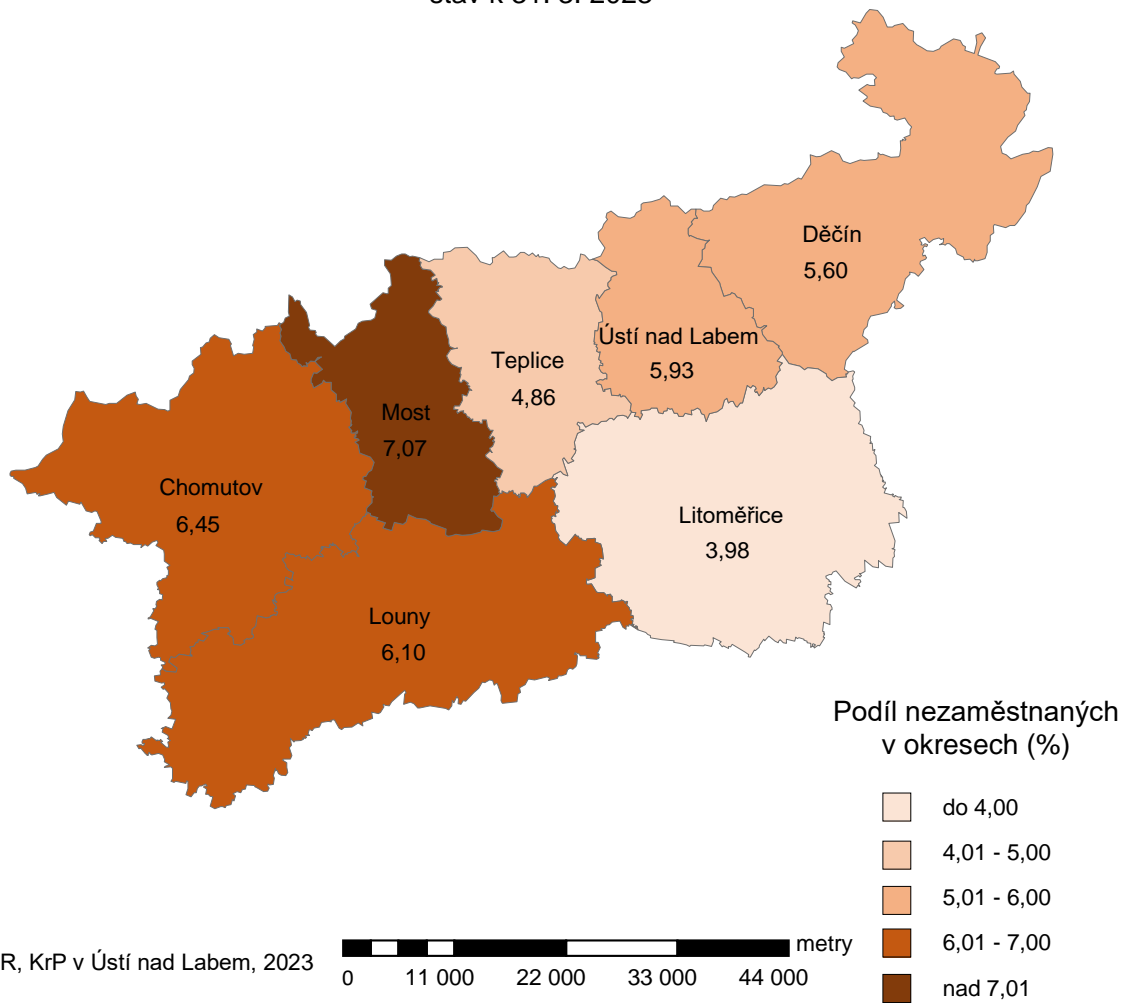 Děčín
5,60
Ústí nad Labem
5,93
Teplice
4,86
Most
7,07
Chomutov
6,45
Litoměřice
3,98
Louny
6,10
Podíl nezaměstnaných
v okresech (%)
do 4,00
4,01 - 5,00
5,01 - 6,00
6,01 - 7,00
nad 7,01
R, KrP v Ústí nad Labem, 2023
metry
0 11 000 22 000 33 000 44 000